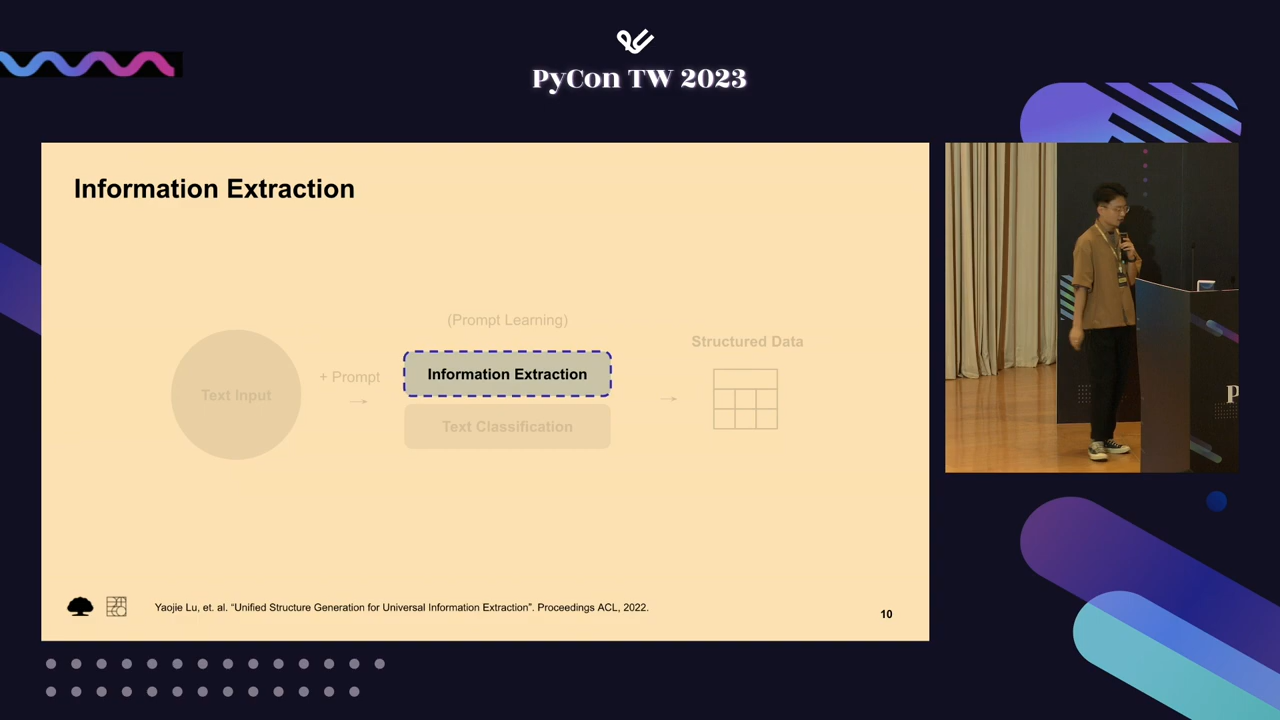 PyCon TW 2023
Information Extraction
(Prompt Learning)
Text Input
+ Prompt
Information Extraction
Text Classification
Structured Data
Yaojie Lu, et. al. “Unified Structure Generation for Universal Information Extraction”. Proceedings ACL, 2022.
10
P